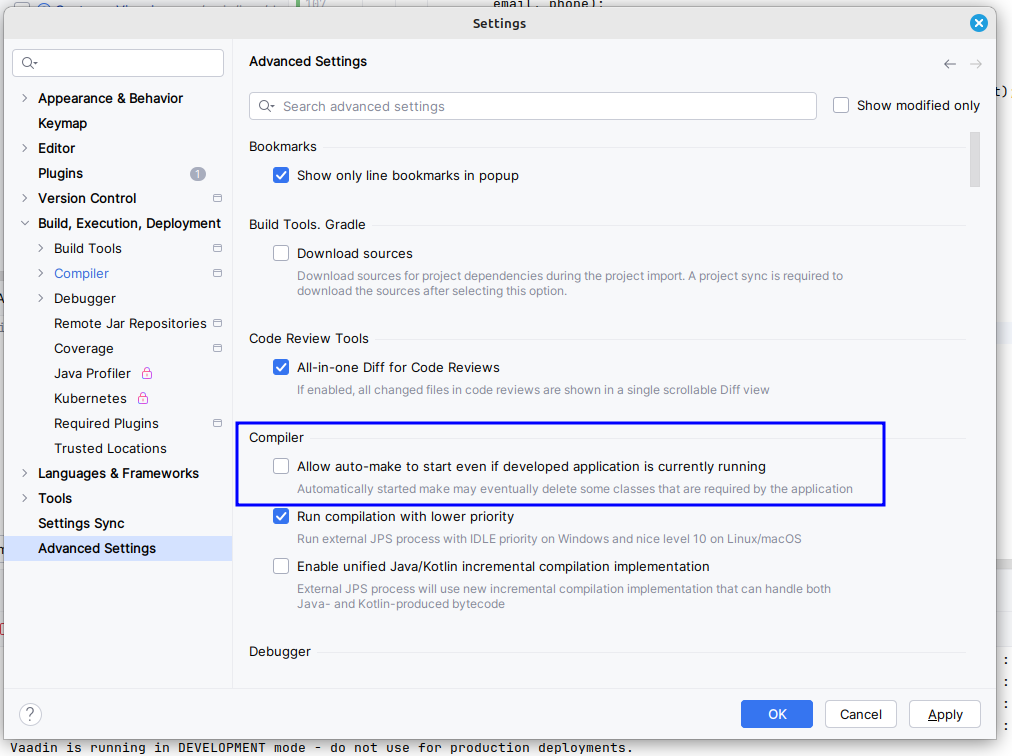 107
email, phone);
Settings
Advanced Settings
Search advanced settings
Show modified only
t);
Appearance & Behavior
Keymap
Editor
Plugins
1
Version Control
Build, Execution, Deployment
Build Tools
Compiler
Debugger
Remote Jar Repositories
Coverage
Java Profiler
Kubernetes
Required Plugins
Trusted Locations
Languages & Frameworks
Tools
Settings Sync
Advanced Settings
Bookmarks
Show only line bookmarks in popup
Build Tools. Gradle
Download sources
Download sources for project dependencies during the project import. A project sync is required to
download the sources after selecting this option.
Code Review Tools
All-in-one Diff for Code Reviews
If enabled, all changed files in code reviews are shown in a single scrollable Diff view
Compiler
Allow auto-make to start even if developed application is currently running
Automatically started make may eventually delete some classes that are required by the application
Run compilation with lower priority
Run external JPS process with IDLE priority on Windows and nice level 10 on Linux/macOS
Enable unified Java/Kotlin incremental compilation implementation
External JPS process will use new incremental compilation implementation that can handle both
Java- and Kotlin-produced bytecode
Debugger
?
OK
Cancel
Apply
Vaadin is running in DEVELOPMENT mode - do not use for production deployments.